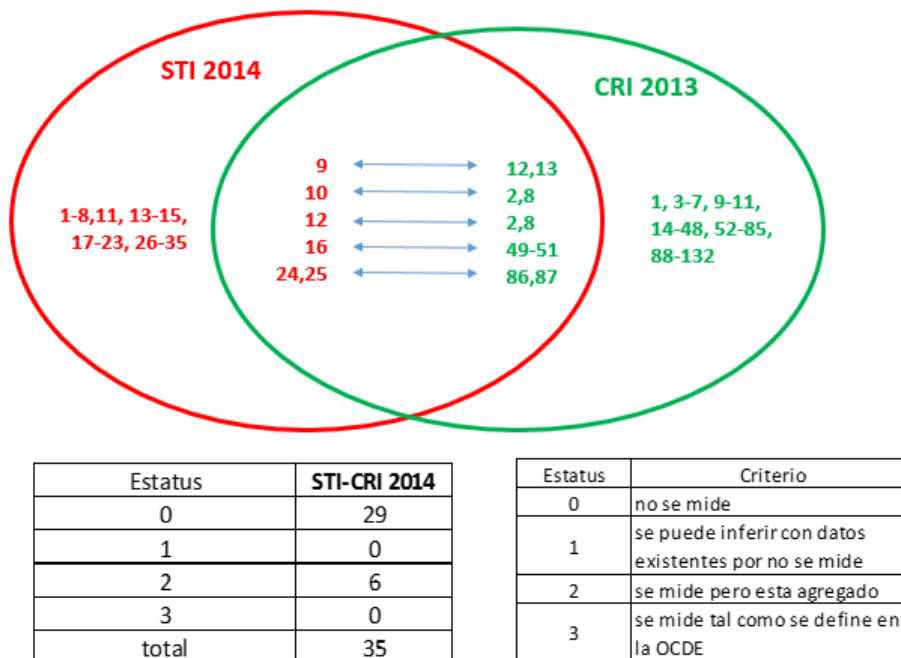 STI 2014
CRI 2013
9 12,13
10 2,8
12 2,8
16 49-51
24,25 86,87
1-8,11, 13-15,
17-23, 26-35
1, 3-7, 9-11,
14-48, 52-85,
88-132
Estatus STI-CRI 2014
0 29
1 0
2 6
3 0
total 35
Estatus Criterio
0 no se mide
1 se puede inferir con datos
existentes por no se mide
2 se mide pero esta agregado
3 se mide tal como se define en
la OCDE